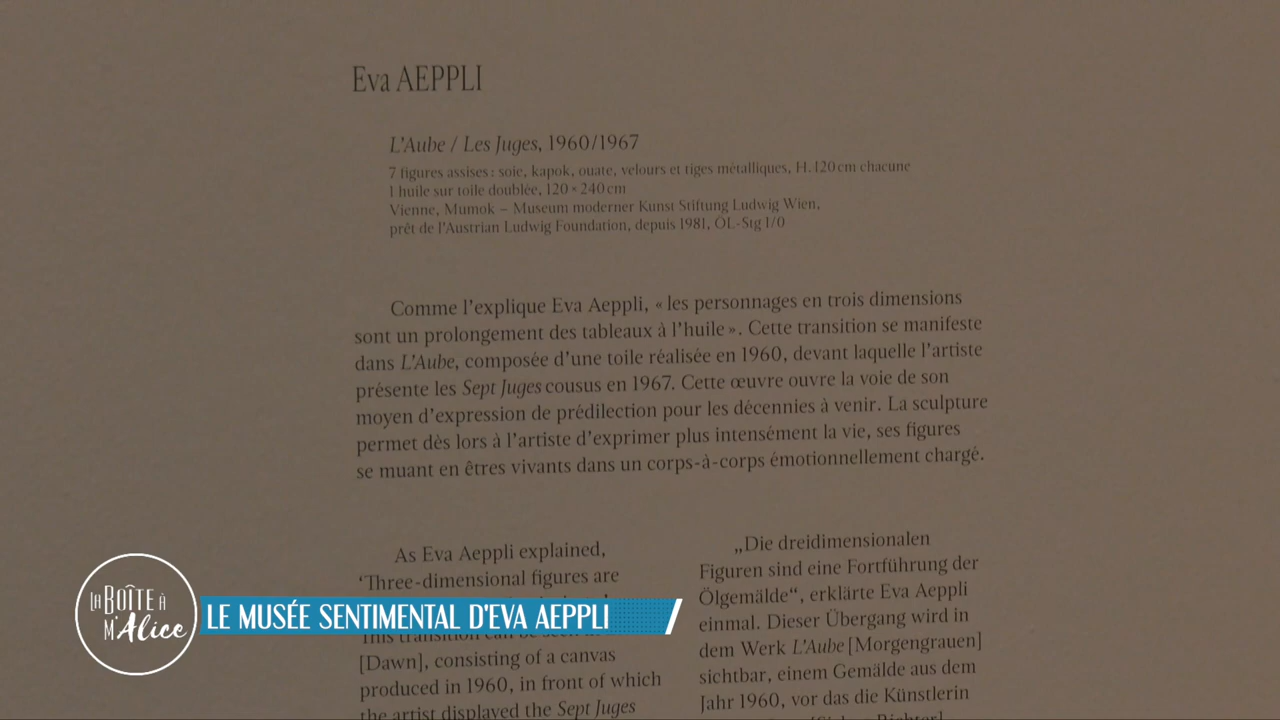 Eva AEPPLI
L'Aube / Les Juges, 1960/1967
7 figures assises : soie, kapok, ouate, velours et tiges métalliques, H. 120 cm chacune
1 huile sur toile doublée, 120 × 240 cm
Vienne, Mumok – Museum moderner Kunst Stiftung Ludwig Wien,
prêt de l'Austrian Ludwig Foundation, depuis 1981, ÖL-Stg 1/0
Comme l'explique Eva Aeppli, « les personnages en trois dimensions
sont un prolongement des tableaux à l'huile ». Cette transition se manifeste
dans L'Aube, composée d'une toile réalisée en 1960, devant laquelle l'artiste
présente les Sept Juges cousus en 1967. Cette œuvre ouvre la voie de son
moyen d'expression de prédilection pour les décennies à venir. La sculpture
permet dès lors à l'artiste d'exprimer plus intensément la vie, ses figures
se muant en êtres vivants dans un corps-à-corps émotionnellement chargé.
As Eva Aeppli explained,
‘Three-dimensional figures are
This transition can be seen
[Dawn], consisting of a canvas
produced in 1960, in front of which
the artist displayed the Sept Juges
„Die dreidimensionalen
Figuren sind eine Fortführung der
Ölgemälde“, erklärte Eva Aeppli
einmal. Dieser Übergang wird in
dem Werk L'Aube [Morgengrauen]
sichtbar, einem Gemälde aus dem
Jahr 1960, vor das die Künstlerin
LA BOÎTE À
M'Alice
LE MUSÉE SENTIMENTAL D'EVA AEPPLI